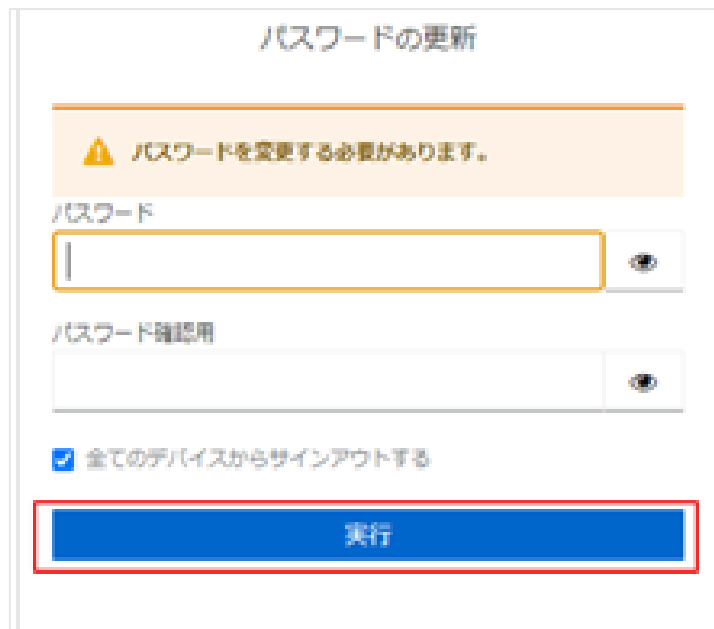 パスワードの更新
パスワードを変更する必要があります。
パスワード
パスワード確認用
全てのデバイスからサインアウトする
実行